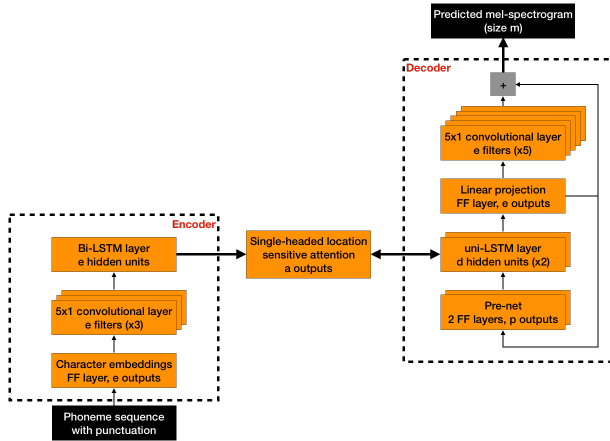 Predicted mel-spectrogram
(size m)
Decoder
+
5x1 convolutional layer
e filters (x5)
Linear projection
FF layer, e outputs
uni-LSTM layer
d hidden units (x2)
Pre-net
2 FF layers, p outputs
Single-headed location
sensitive attention
a outputs
Encoder
Bi-LSTM layer
e hidden units
5x1 convolutional layer
e filters (x3)
Character embeddings
FF layer, e outputs
Phoneme sequence
with punctuation